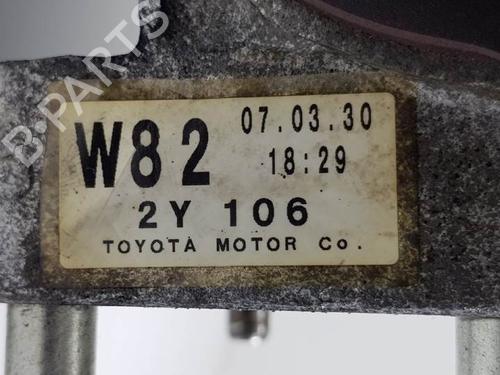 B-PARTS
W82 07.03.30
18:29
2Y 106
TOYOTA MOTOR Co.